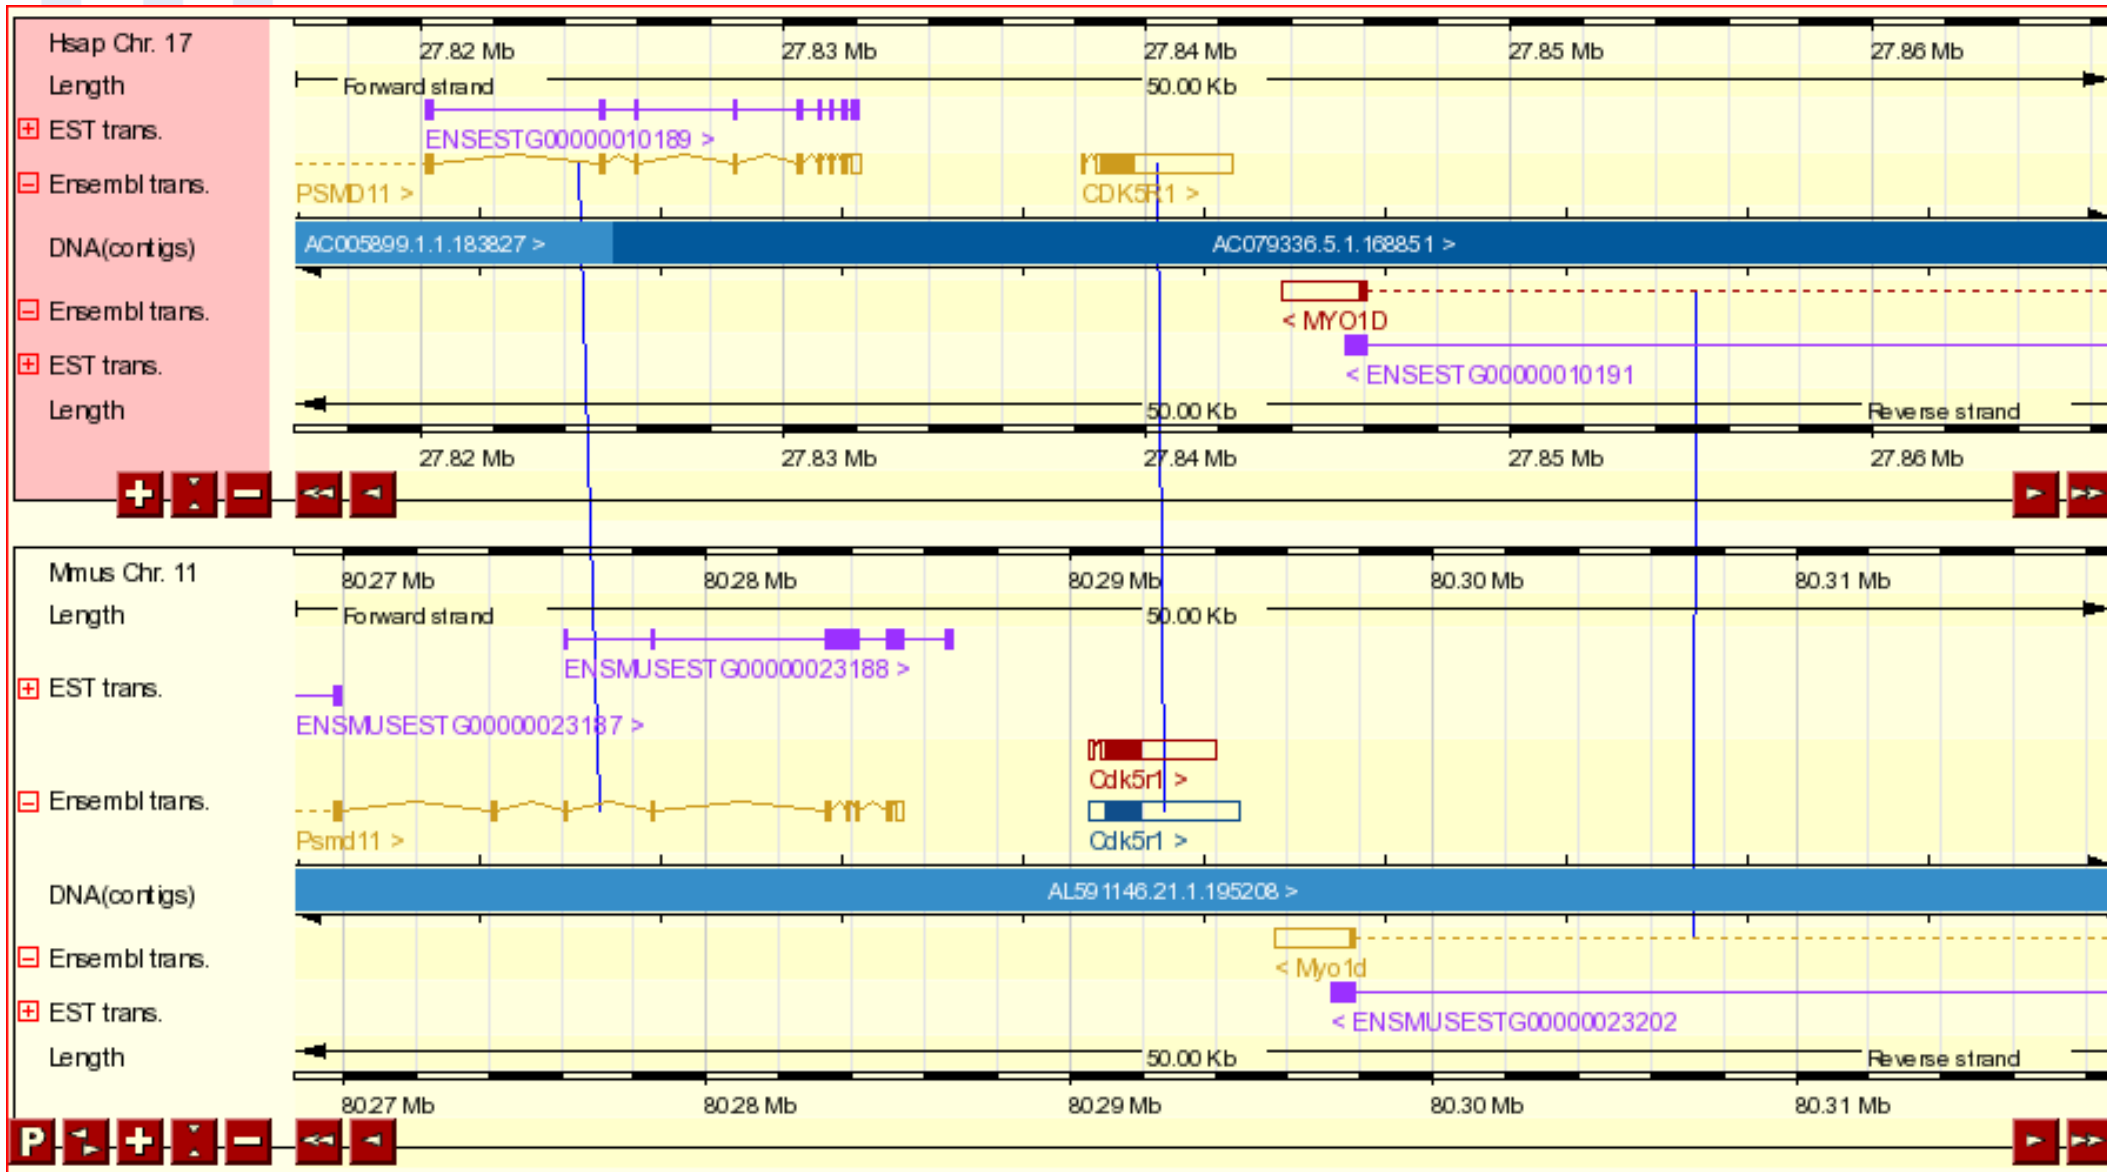 Hsap Chr. 17
27.82 Mb 27.83 Mb 27.84 Mb 27.85 Mb 27.86 Mb
Length Forward strand 50.00 Kb
EST trans.
ENSESTG00000010189 >
Ensembl trans.
PSMD11 > CDK5R1 >
DNA(contigs) AC005899.1.1.183827 > AC079336.5.1.168851 >
Ensembl trans.
< MYO1D
EST trans.
< ENSESTG00000010191
Length 50.00 Kb Reverse strand
27.82 Mb 27.83 Mb 27.84 Mb 27.85 Mb 27.86 Mb
Mmus Chr. 11
80.27 Mb 80.28 Mb 80.29 Mb 80.30 Mb 80.31 Mb
Length Forward strand 50.00 Kb
ENSMUSESTG00000023188 >
EST trans.
ENSMUSESTG00000023187 >
Cdk5r1 >
Ensembl trans.
Psmd11 > Cdk5r1 >
DNA(contigs) AL591146.21.1.195208 >
Ensembl trans.
< Myo1d
EST trans.
< ENSMUSESTG00000023202
Length 50.00 Kb Reverse strand
80.27 Mb 80.28 Mb 80.29 Mb 80.30 Mb 80.31 Mb
P